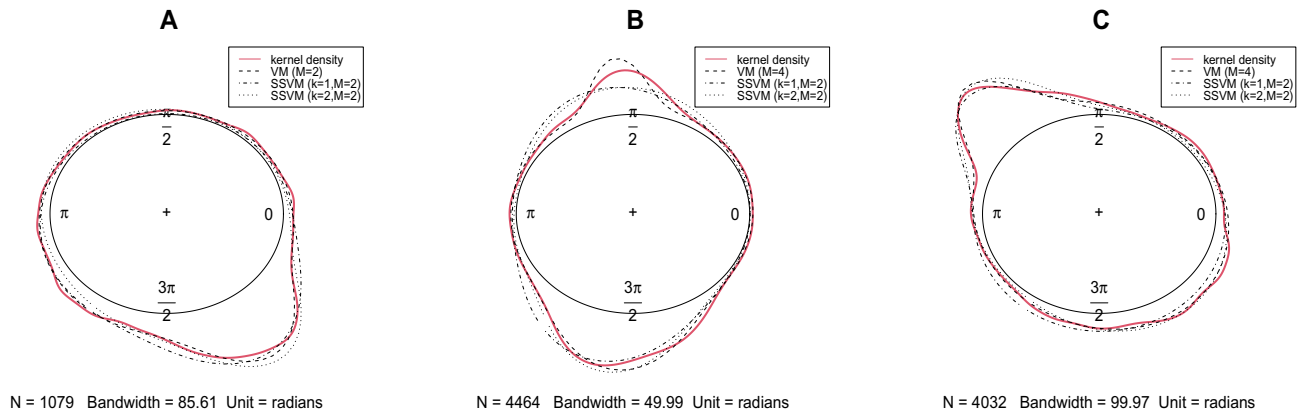 A
kernel density
VM (M=2)
SSVM (k=1,M=2)
SSVM (k=2,M=2)
π
2
π
+
0
3π
2
N = 1079 Bandwidth = 85.61 Unit = radians
B
kernel density
VM (M=4)
SSVM (k=1,M=2)
SSVM (k=2,M=2)
π
2
π
+
0
3π
2
N = 4464 Bandwidth = 49.99 Unit = radians
C
kernel density
VM (M=4)
SSVM (k=1,M=2)
SSVM (k=2,M=2)
π
2
π
+
0
3π
2
N = 4032 Bandwidth = 99.97 Unit = radians